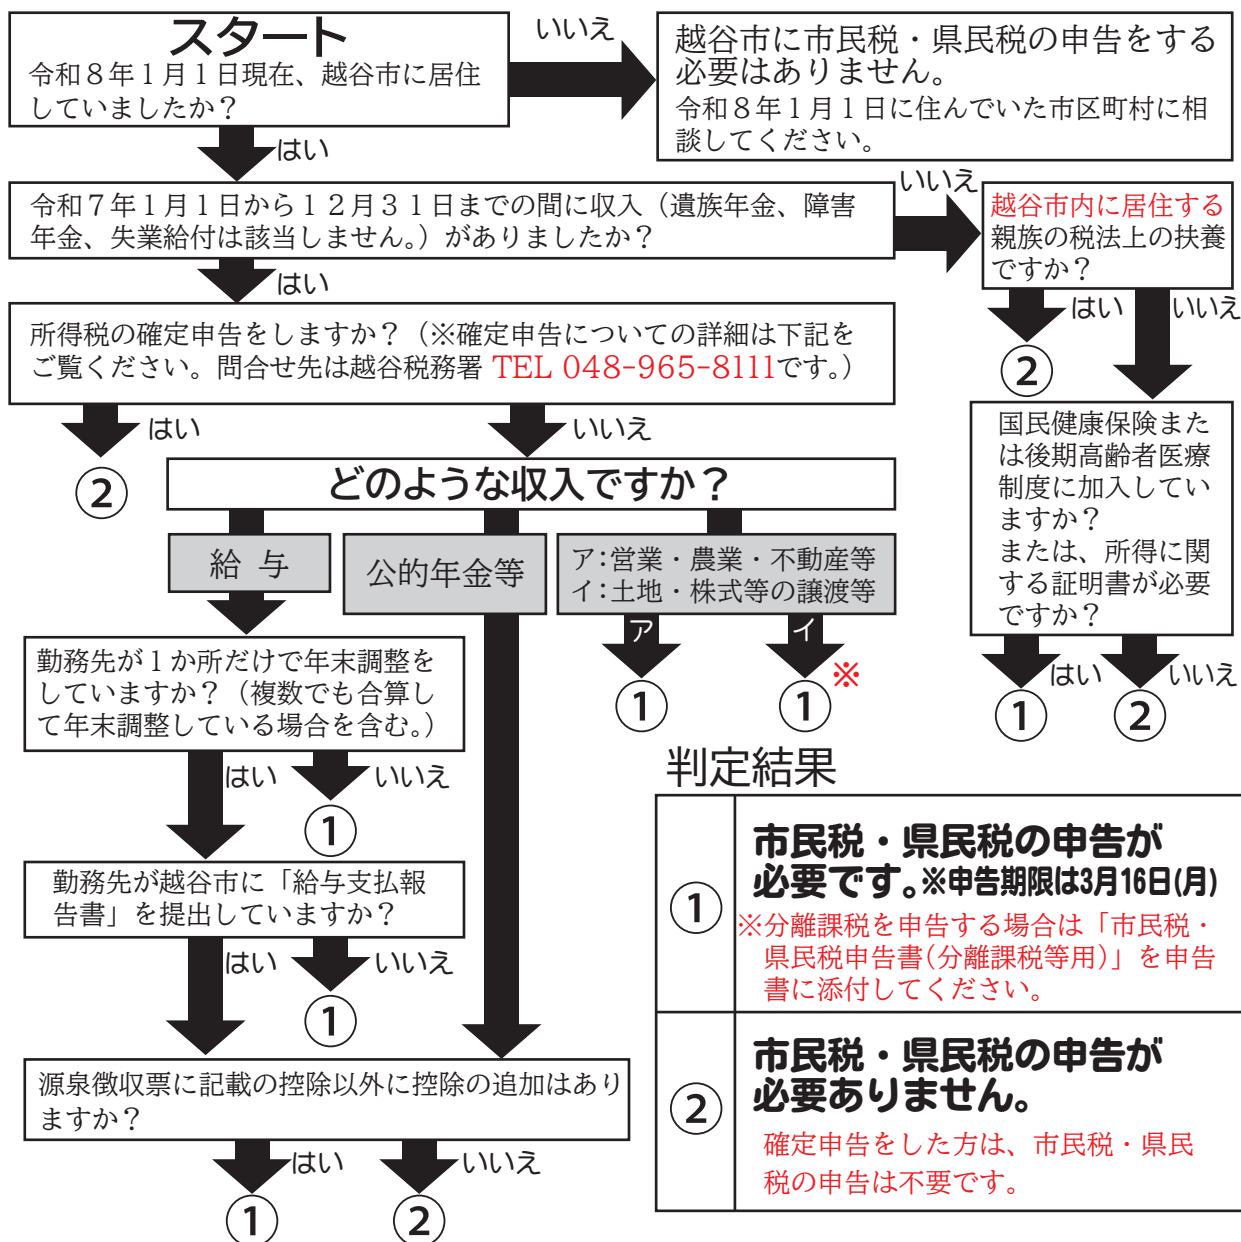 スタート
令和８年１月１日現在、越谷市に居住
していましたか？
いいえ
越谷市に市民税・県民税の申告をする
必要はありません。
令和８年１月１日に住んでいた市区町村に相
談してください。
はい
令和７年１月１日から１２月３１日までの間に収入（遺族年金、障害
年金、失業給付は該当しません。）がありましたか？
いいえ
越谷市内に居住する
親族の税法上の扶養
ですか？
はい
はい
いいえ
②
所得税の確定申告をしますか？（※確定申告についての詳細は下記を
ご覧ください。問合せ先は越谷税務署 TEL 048-965-8111です。）
はい
いいえ
②
国民健康保険また
は後期高齢者医療
制度に加入してい
ますか？
または、所得に関
する証明書が必要
ですか？
はい
いいえ
①
②
どのような収入ですか？
給 与
公的年金等
ア：営業・農業・不動産等
イ：土地・株式等の譲渡等
ア
イ
①
①※
勤務先が１か所だけで年末調整を
していますか？（複数でも合算し
て年末調整している場合を含む。）
はい
いいえ
①
勤務先が越谷市に「給与支払報
告書」を提出していますか？
はい
いいえ
①
源泉徴収票に記載の控除以外に控除の追加はあり
ますか？
はい
いいえ
①
②
判定結果
①
市民税・県民税の申告が
必要です。※申告期限は3月16日(月)
※分離課税を申告する場合は「市民税・
県民税申告書(分離課税等用)」を申告
書に添付してください。
②
市民税・県民税の申告が
必要ありません。
確定申告をした方は、市民税・県民
税の申告は不要です。